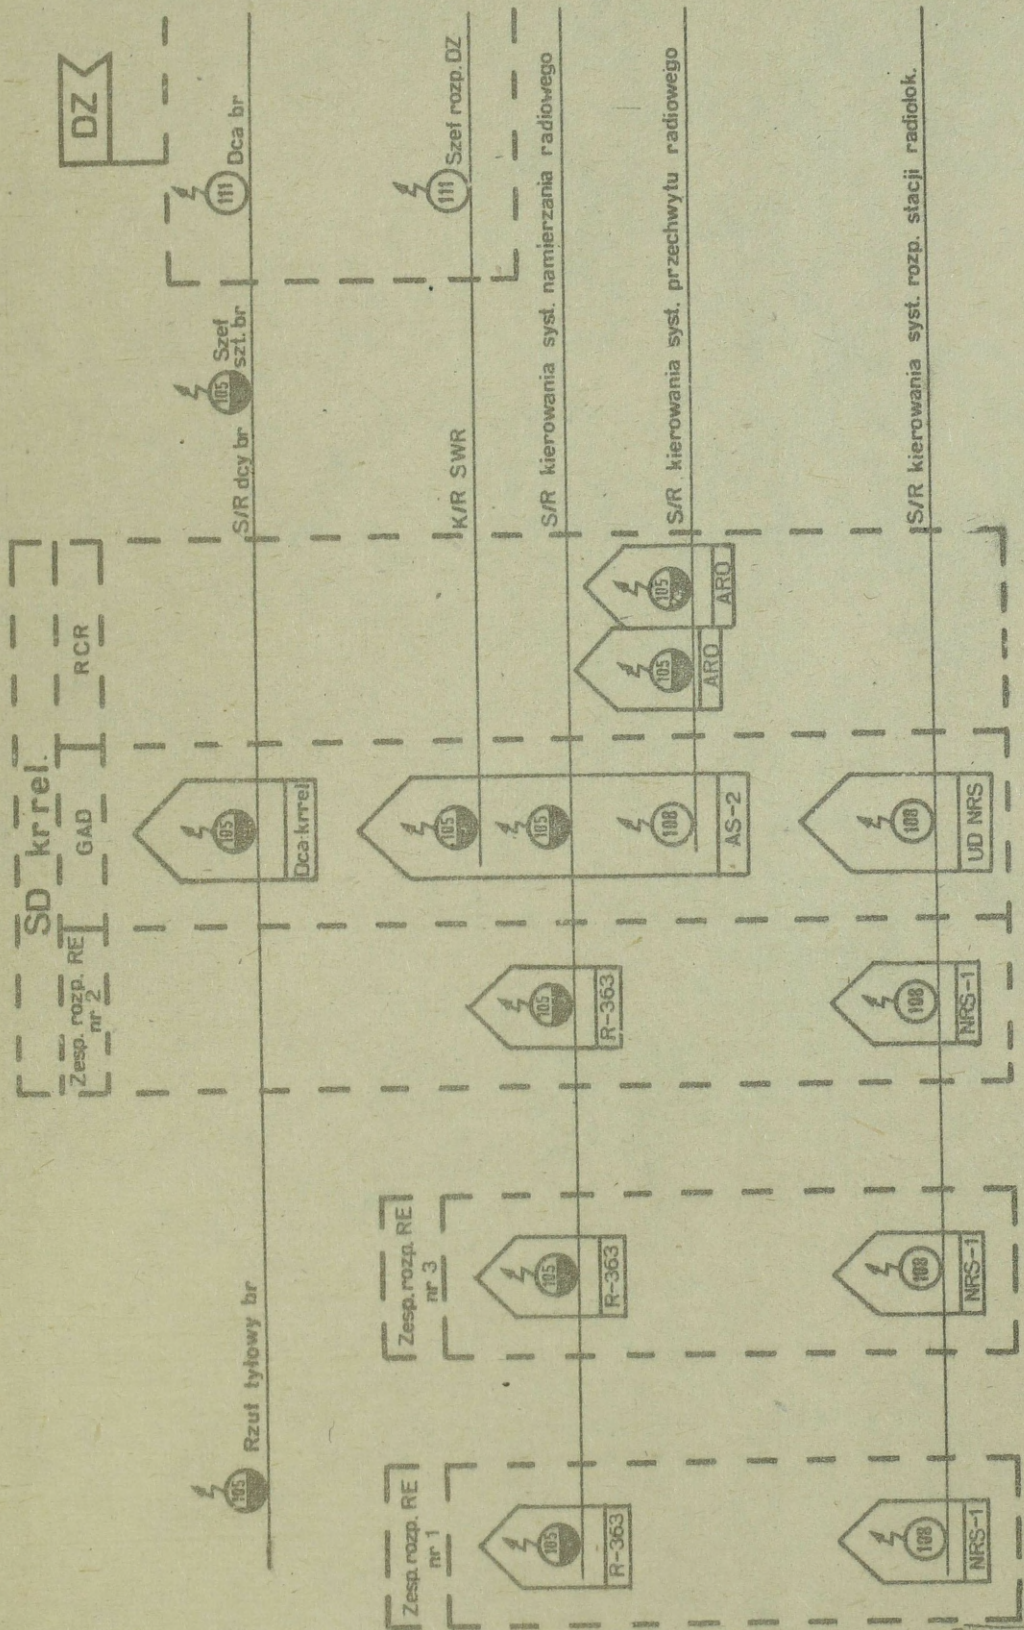 DZ
SD krrel.
Zesp. rozp. RE
nr 2
GAD
RCR
105
Rzut tyłowy br
105
Dca krrel
S/R dcy br
105
Szef
szt. br
111
Dca br
105
K/R SWR
111
Szef rozp. DZ
105
105
105
105
S/R kierowania syst. namierzania radiowego
R-363
R-363
R-363
Zesp. rozp. RE
nr 1
Zesp. rozp. RE
nr 3
108
AS-2
105
ARO
105
ARO
S/R kierowania syst. przechwytu radiowego
108
NRS-1
108
NRS-1
108
NRS-1
108
UD NRS
S/R kierowania syst. rozp. stacji radiolok.